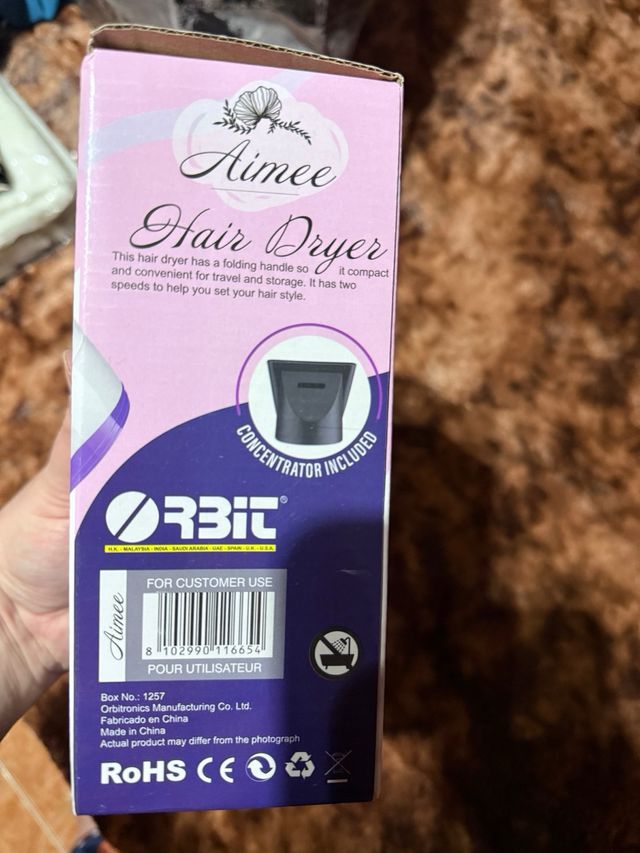 Aimee
Hair Dryer
This hair dryer has a folding handle so it compact
and convenient for travel and storage. It has two
speeds to help you set your hair style.
CONCENTRATOR INCLUDED
ORBIT®
H.K. - MALAYSIA - INDIA - SAUDI ARABIA - UAE - SPAIN - U.K. - U.S.A.
Aimee
FOR CUSTOMER USE
8 102990 116654
POUR UTILISATEUR
Box No.: 1257
Orbitronics Manufacturing Co. Ltd.
Fabricado en China
Made in China
Actual product may differ from the photograph
RoHS CE